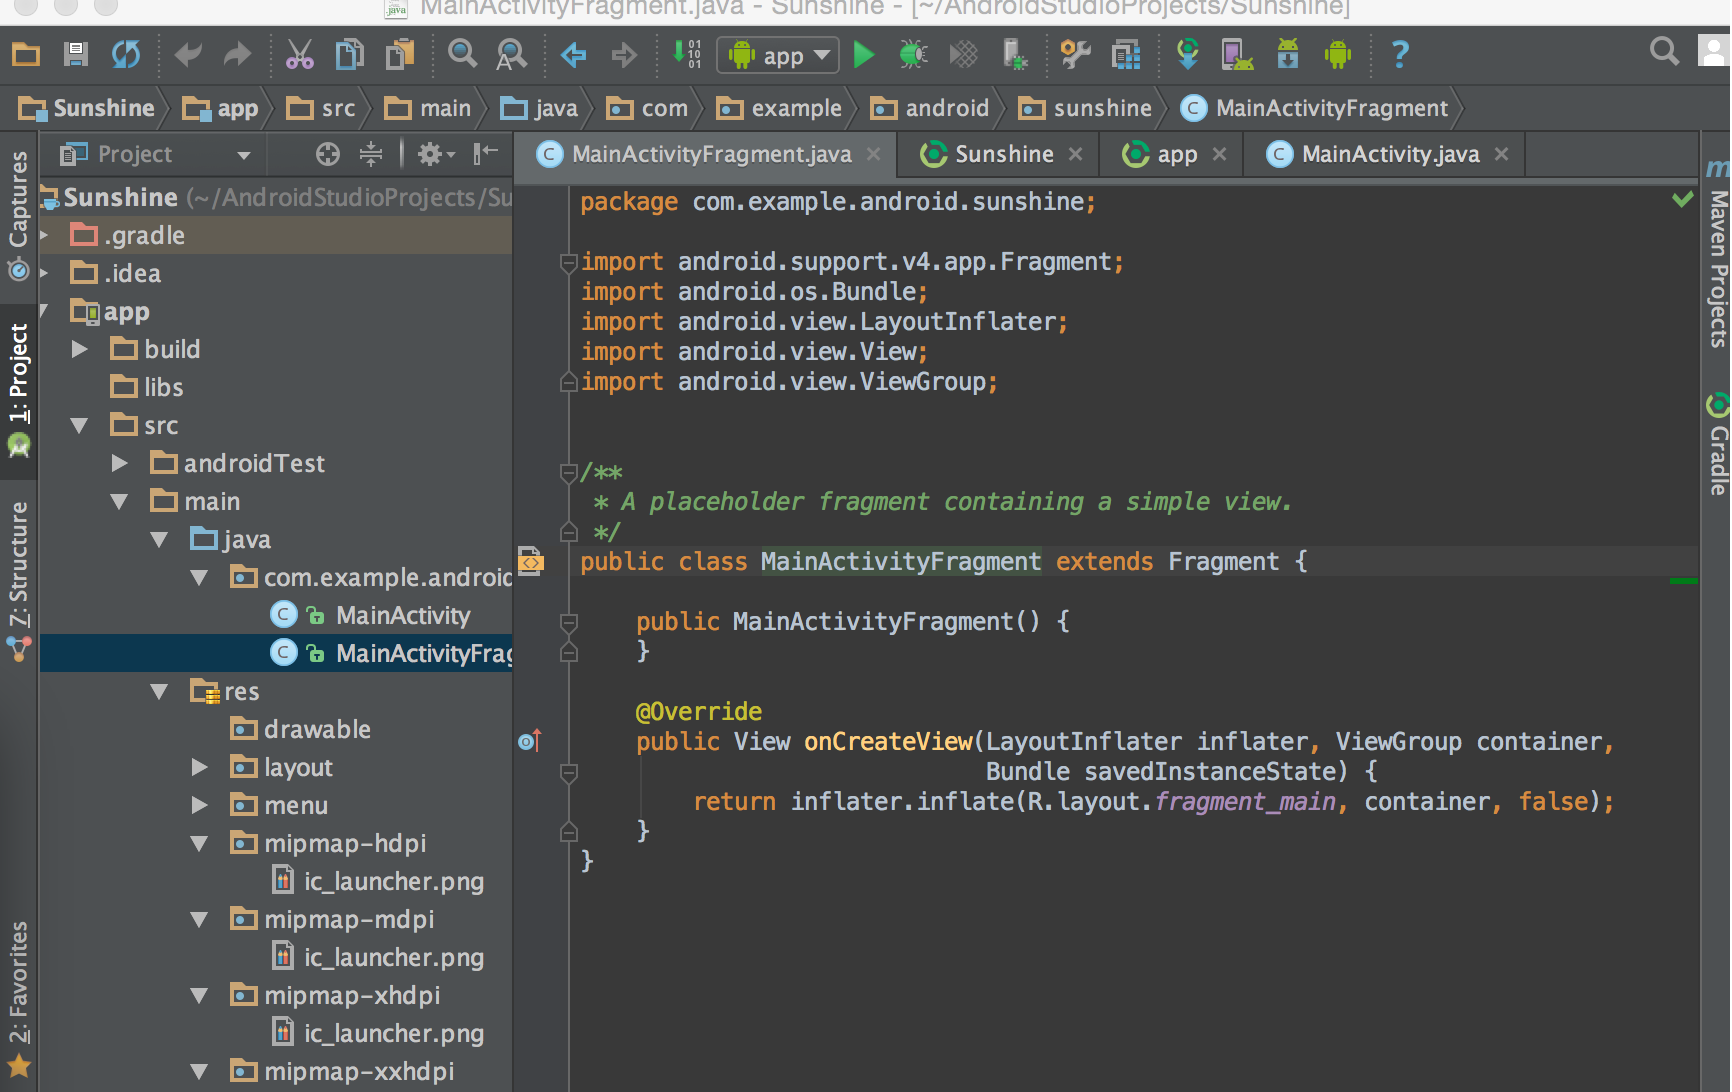 MainActivityFragment.java - Sunshine - [~/AndroidStudioProjects/Sunshine]
app
?
Sunshine app src main java com example android sunshine MainActivityFragment
Project
MainActivityFragment.java Sunshine app MainActivity.java
Captures
1: Project
7: Structure
2: Favorites
Sunshine (~/AndroidStudioProjects/Su
.gradle
.idea
app
build
libs
src
androidTest
main
java
com.example.android
MainActivity
MainActivityFrag
res
drawable
layout
menu
mipmap-hdpi
ic_launcher.png
mipmap-mdpi
ic_launcher.png
mipmap-xhdpi
ic_launcher.png
mipmap-xxhdpi
package com.example.android.sunshine;
import android.support.v4.app.Fragment;
import android.os.Bundle;
import android.view.LayoutInflater;
import android.view.View;
import android.view.ViewGroup;
/**
* A placeholder fragment containing a simple view.
*/
public class MainActivityFragment extends Fragment {
public MainActivityFragment() {
}
@Override
public View onCreateView(LayoutInflater inflater, ViewGroup container,
Bundle savedInstanceState) {
return inflater.inflate(R.layout.fragment_main, container, false);
}
}
Maven Projects
Gradle